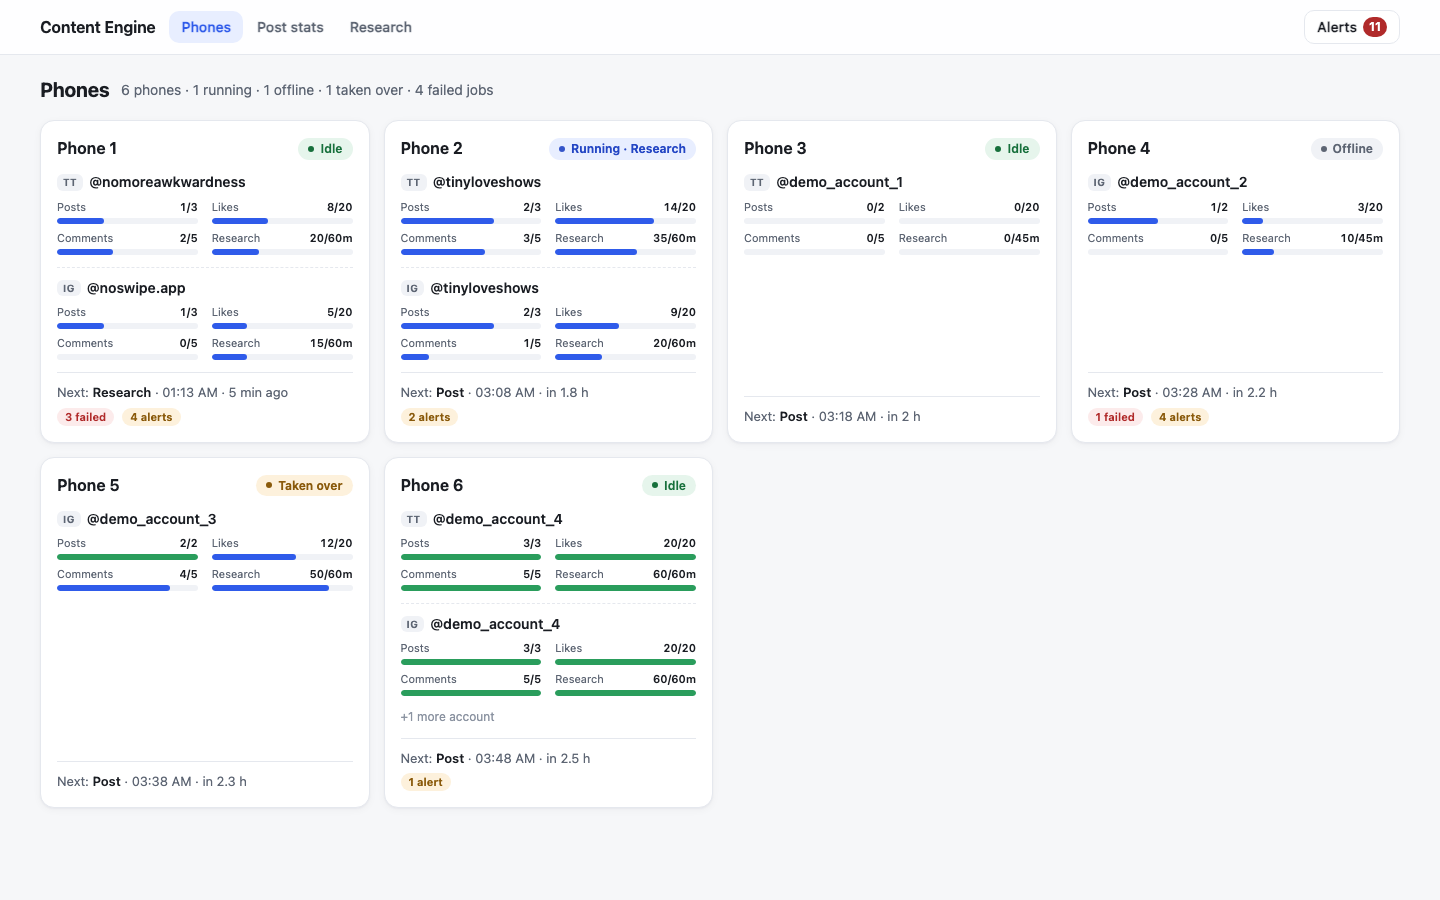 Content Engine Phones Post stats Research Alerts 11
Phones 6 phones · 1 running · 1 offline · 1 taken over · 4 failed jobs
Phone 1 Idle
TT @nomoreawkwardness
Posts 1/3 Likes 8/20
Comments 2/5 Research 20/60m
IG @noswipe.app
Posts 1/3 Likes 5/20
Comments 0/5 Research 15/60m
Next: Research · 01:13 AM · 5 min ago
3 failed 4 alerts
Phone 2 Running · Research
TT @tinyloveshows
Posts 2/3 Likes 14/20
Comments 3/5 Research 35/60m
IG @tinyloveshows
Posts 2/3 Likes 9/20
Comments 1/5 Research 20/60m
Next: Post · 03:08 AM · in 1.8 h
2 alerts
Phone 3 Idle
TT @demo_account_1
Posts 0/2 Likes 0/20
Comments 0/5 Research 0/45m
Next: Post · 03:18 AM · in 2 h
Phone 4 Offline
IG @demo_account_2
Posts 1/2 Likes 3/20
Comments 0/5 Research 10/45m
Next: Post · 03:28 AM · in 2.2 h
1 failed 4 alerts
Phone 5 Taken over
IG @demo_account_3
Posts 2/2 Likes 12/20
Comments 4/5 Research 50/60m
Next: Post · 03:38 AM · in 2.3 h
Phone 6 Idle
TT @demo_account_4
Posts 3/3 Likes 20/20
Comments 5/5 Research 60/60m
IG @demo_account_4
Posts 3/3 Likes 20/20
Comments 5/5 Research 60/60m
+1 more account
Next: Post · 03:48 AM · in 2.5 h
1 alert